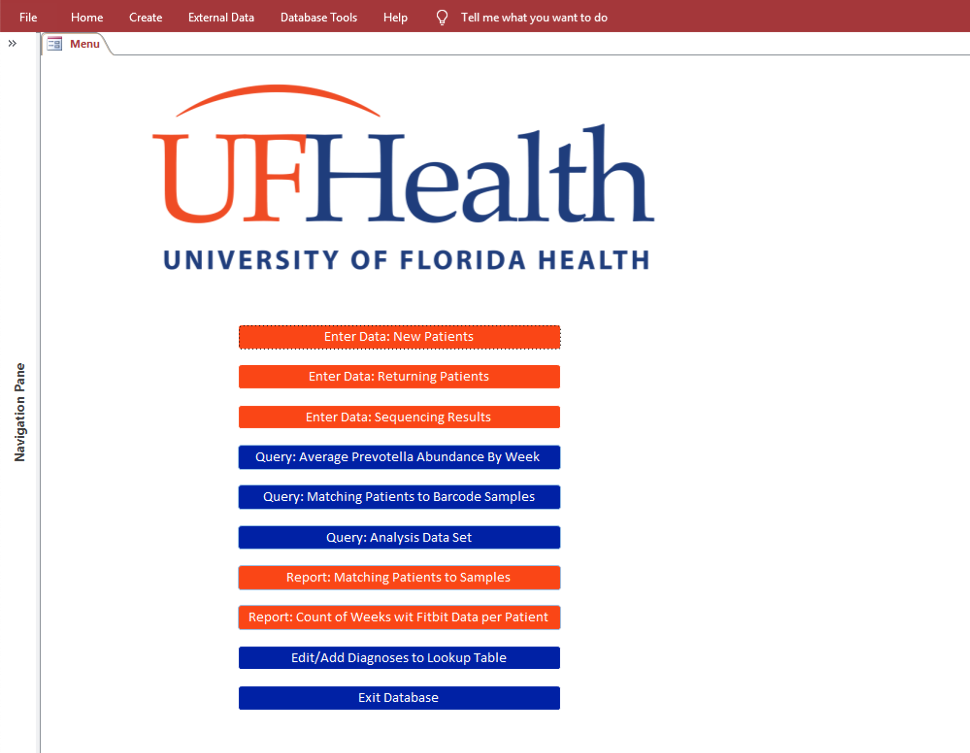 File Home Create External Data Database Tools Help Tell me what you want to do
Menu
UFHealth
UNIVERSITY OF FLORIDA HEALTH
Navigation Pane
Enter Data: New Patients
Enter Data: Returning Patients
Enter Data: Sequencing Results
Query: Average Prevotella Abundance By Week
Query: Matching Patients to Barcode Samples
Query: Analysis Data Set
Report: Matching Patients to Samples
Report: Count of Weeks wit Fitbit Data per Patient
Edit/Add Diagnoses to Lookup Table
Exit Database